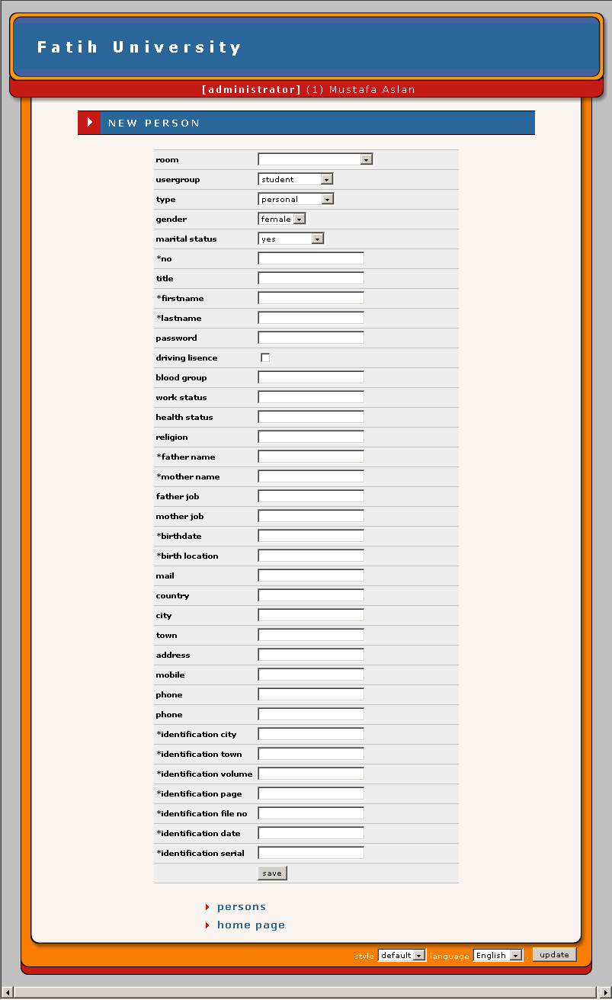 Fatih University
[administrator] (1) Mustafa Aslan
NEW PERSON
room
usergroup student
type personal
gender female
marital status yes
*no
title
*firstname
*lastname
password
driving lisence
blood group
work status
health status
religion
*father name
*mother name
father job
mother job
*birthdate
*birth location
mail
country
city
town
address
mobile
phone
phone
*identification city
*identification town
*identification volume
*identification page
*identification file no
*identification date
*identification serial
save
persons
home page
style default language English . update